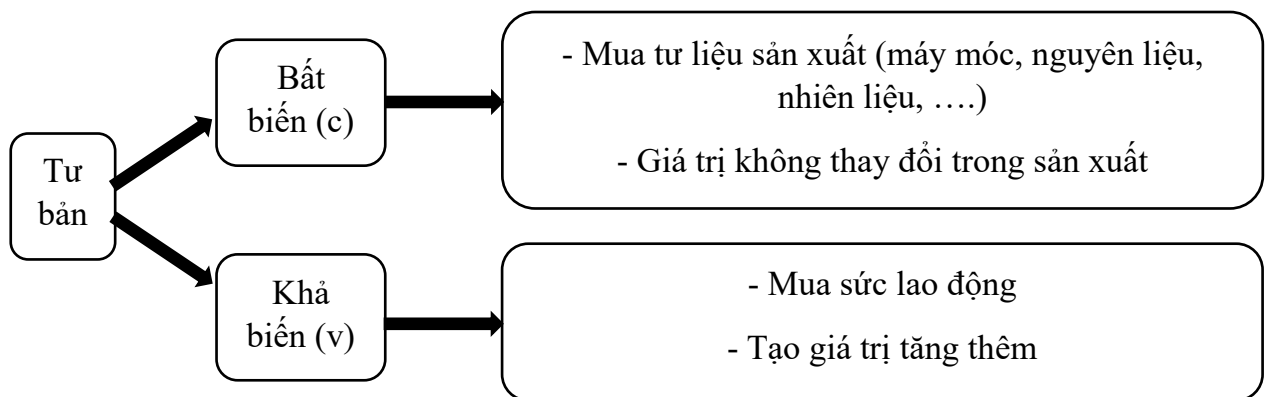 Tư
bản
Bất
biến (c)
- Mua tư liệu sản xuất (máy móc, nguyên liệu,
nhiên liệu, ….)
- Giá trị không thay đổi trong sản xuất
Khả
biến (v)
- Mua sức lao động
- Tạo giá trị tăng thêm